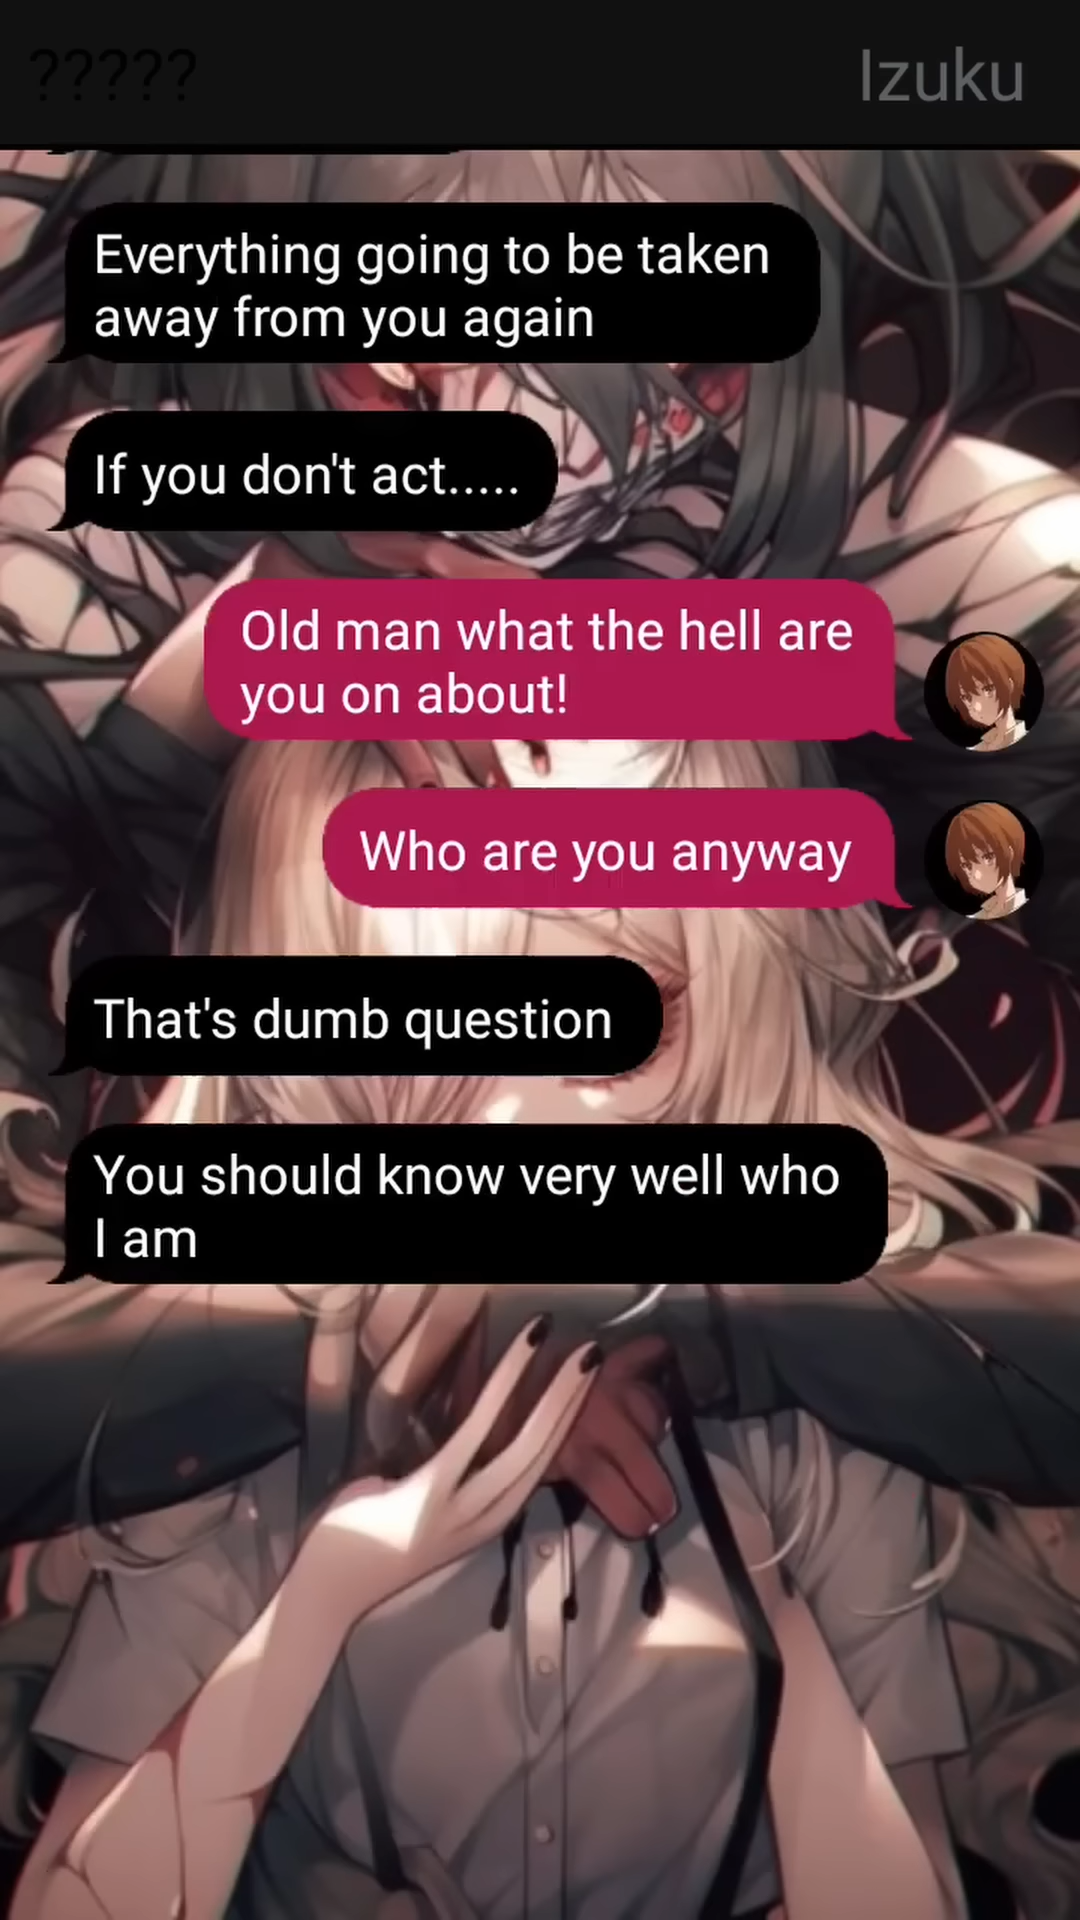 ?????
Izuku
Everything going to be taken
away from you again
If you don't act.....
Old man what the hell are
you on about!
Who are you anyway
That's dumb question
You should know very well who
I am